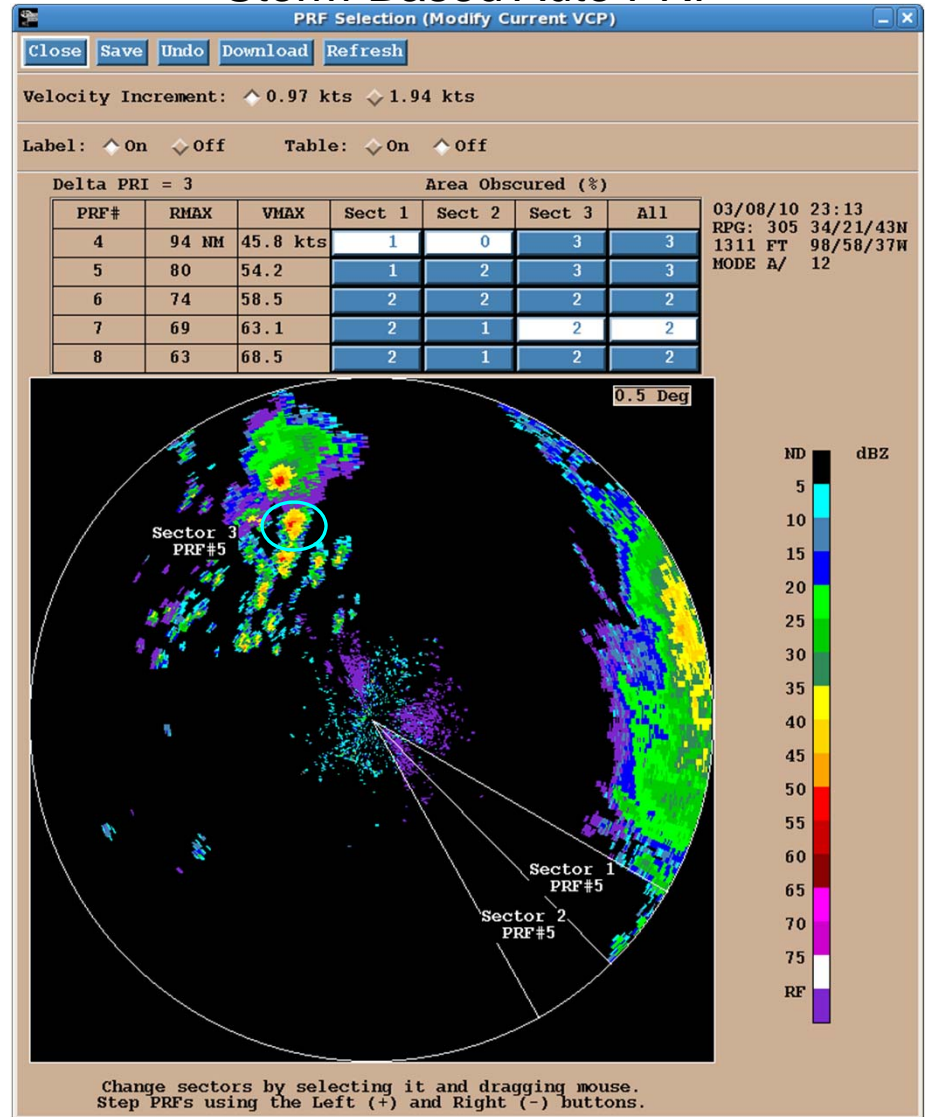 Storm-Based Auto PRF
PRF Selection (Modify Current VCP)
Close Save Undo Download Refresh
Velocity Increment: 0.97 kts 1.94 kts
Label: On Off Table: On Off
Delta PRI = 3 Area Obscured (%)
PRF# RMAX VMAX Sect 1 Sect 2 Sect 3 All
4 94 NM 45.8 kts 1 0 3 3
5 80 54.2 1 2 3 3
6 74 58.5 2 2 2 2
7 69 63.1 2 1 2 2
8 63 68.5 2 1 2 2
03/08/10 23:13
RPG: 305 34/21/43N
1311 FT 98/58/37W
MODE A/ 12
0.5 Deg
Sector 3
PRF#5
Sector 1
PRF#5
Sector 2
PRF#5
ND dBZ
5
10
15
20
25
30
35
40
45
50
55
60
65
70
75
RF
Change sectors by selecting it and dragging mouse.
Step PRFs using the Left (+) and Right (-) buttons.